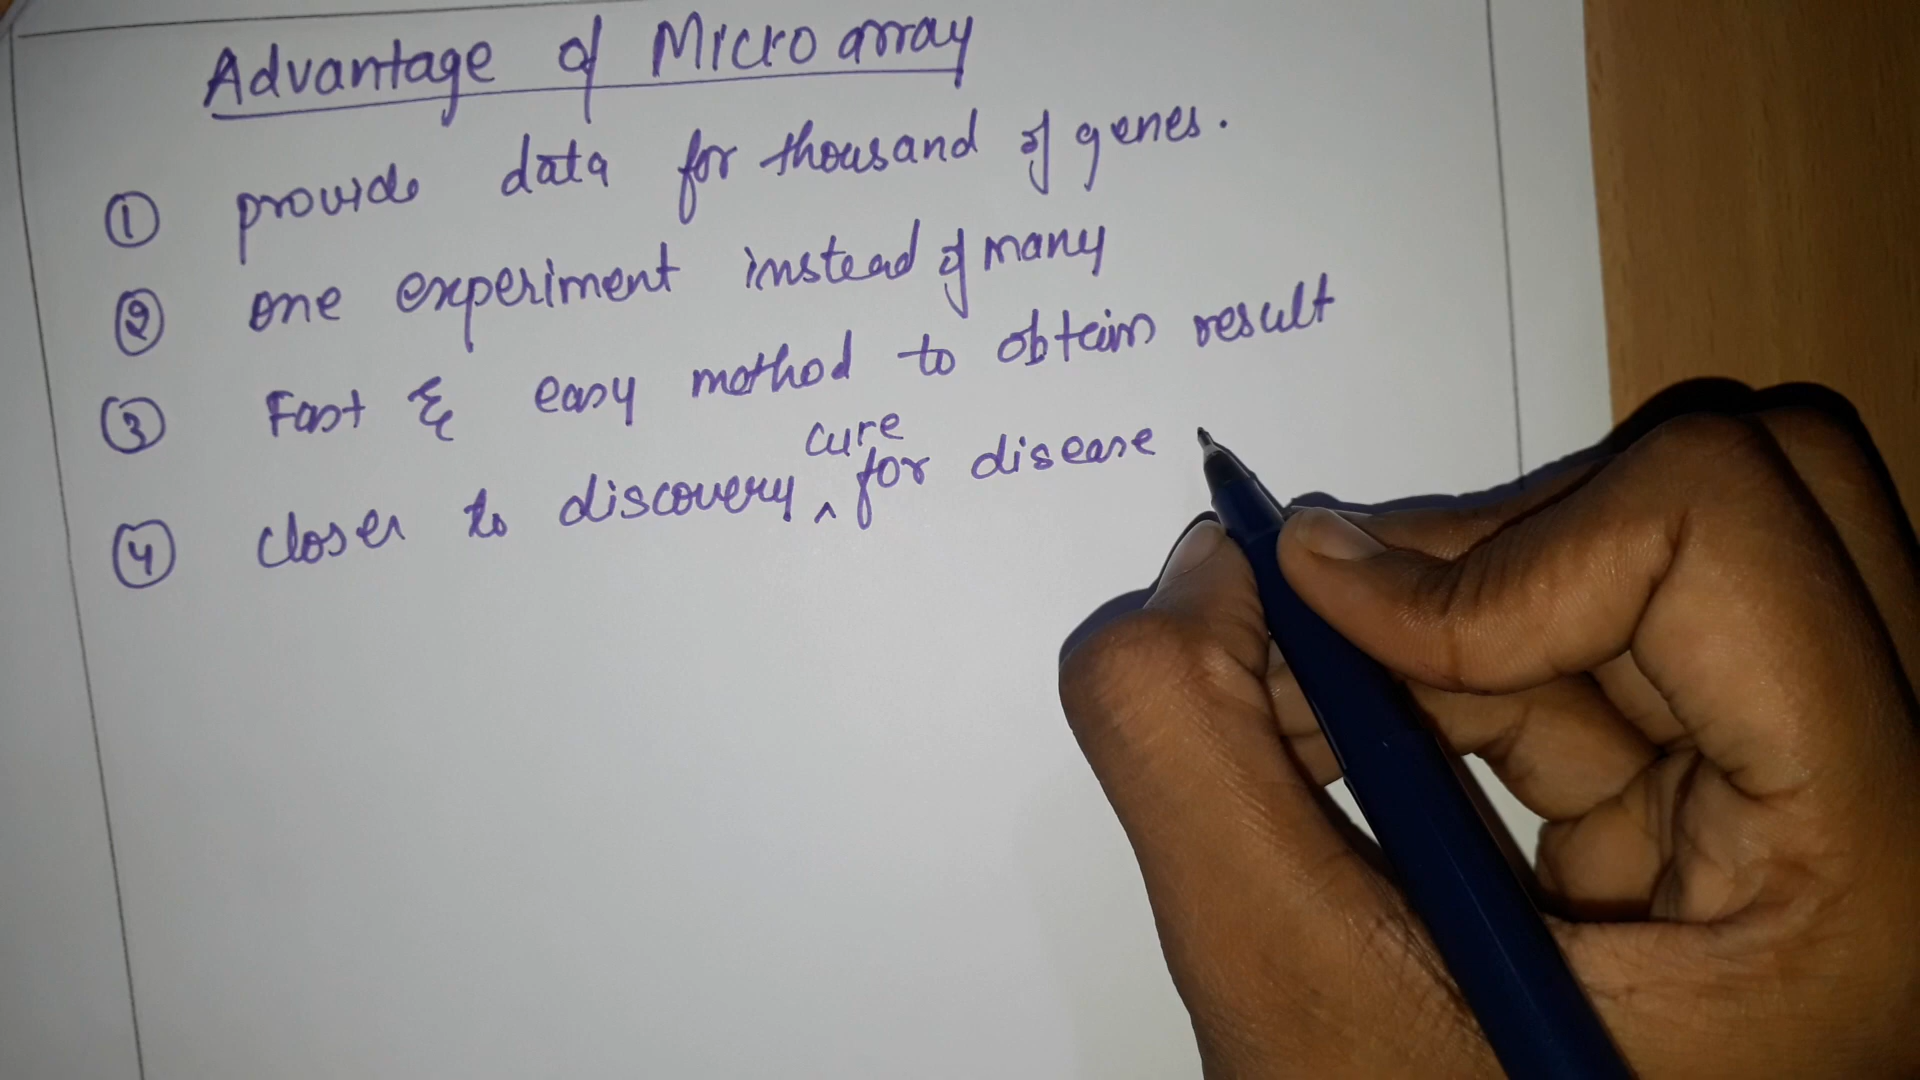 Advantage of Micro array
① provide data for thousand of genes.
② one experiment instead of many
③ Fast & easy method to obtain result
④ closer to discovery ^ cure for disease